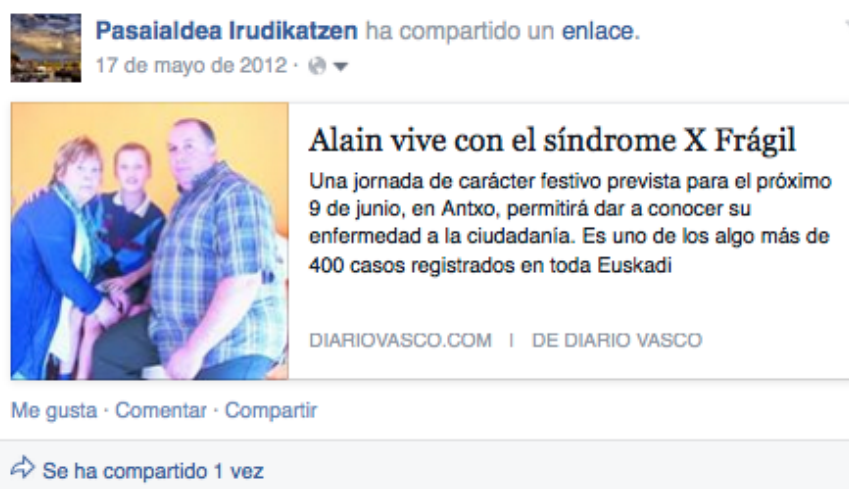 Pasaialdea Irudikatzen ha compartido un enlace.
17 de mayo de 2012 ·
Alain vive con el síndrome X Frágil
Una jornada de carácter festivo prevista para el próximo
9 de junio, en Antxo, permitirá dar a conocer su
enfermedad a la ciudadanía. Es uno de los algo más de
400 casos registrados en toda Euskadi
DIARIOVASCO.COM | DE DIARIO VASCO
Me gusta · Comentar · Compartir
Se ha compartido 1 vez